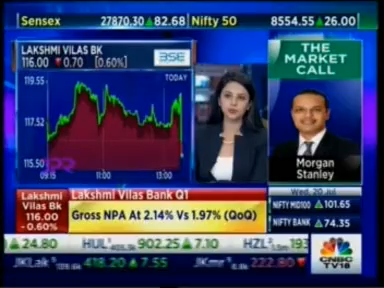 Sensex 27870.30 ▲ 82.68 Nifty 50 8554.55 ▲ 26.00
LAKSHMI VILAS BK
116.00 ▼ 0.70 [0.60%]
BSE
TODAY
119.55
117.52
115.50
09:15 11:00 13:00
THE
MARKET
CALL
Morgan
Stanley
Lakshmi
Vilas Bk
116.00
- 0.60%
Lakshmi Vilas Bank Q1
Gross NPA At 2.14% Vs 1.97% (QoQ)
Wed, 20 Jul
NIFTY MID100 ▲ 101.65
NIFTY BANK ▲ 74.35
▲ 24.80 HUL 902.25 ▲ 7.10 HZL
JKLak 418.20 ▲ 7.55 JKmr 222.80 ▼
CNBC
TV18